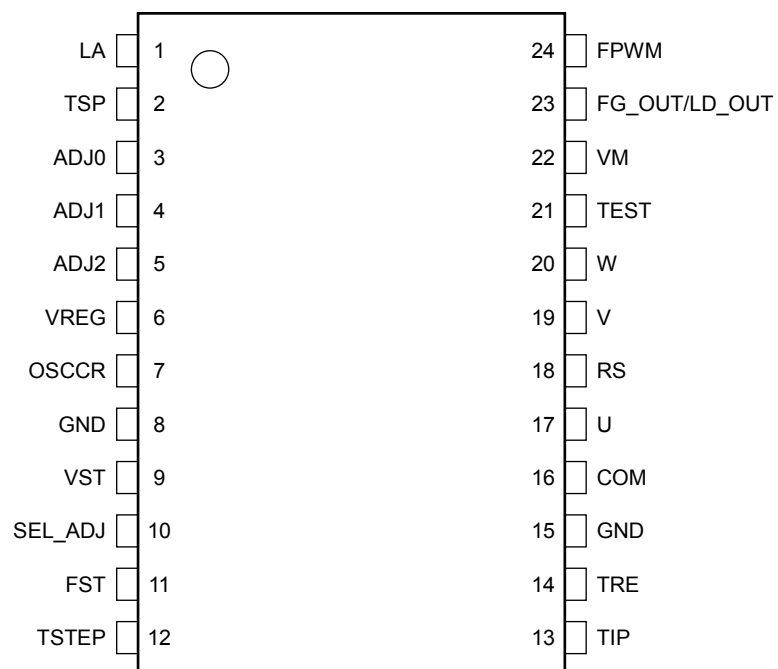 LA 1 24 FPWM
TSP 2 23 FG_OUT/LD_OUT
ADJ0 3 22 VM
ADJ1 4 21 TEST
ADJ2 5 20 W
VREG 6 19 V
OSCCR 7 18 RS
GND 8 17 U
VST 9 16 COM
SEL_ADJ 10 15 GND
FST 11 14 TRE
TSTEP 12 13 TIP